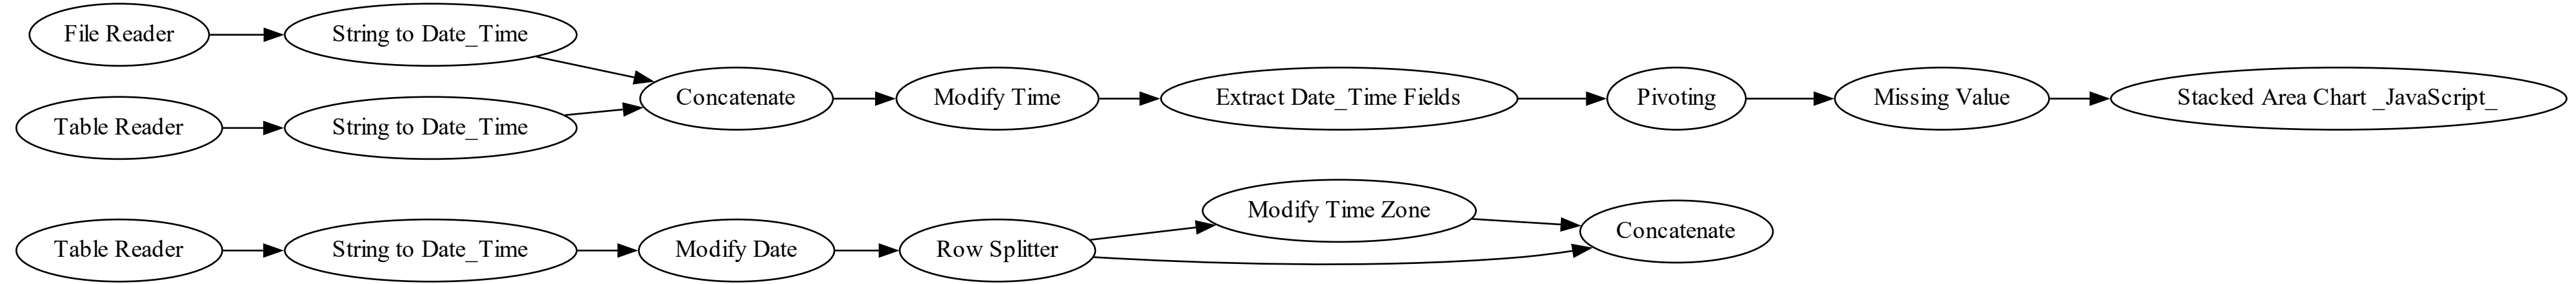 File Reader
String to Date_Time
Table Reader
String to Date_Time
Concatenate
Modify Time
Extract Date_Time Fields
Pivoting
Missing Value
Stacked Area Chart _JavaScript_
Table Reader
String to Date_Time
Modify Date
Row Splitter
Modify Time Zone
Concatenate